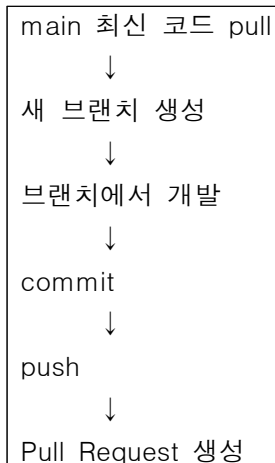 main 최신 코드 pull
↓
새 브랜치 생성
↓
브랜치에서 개발
↓
commit
↓
push
↓
Pull Request 생성